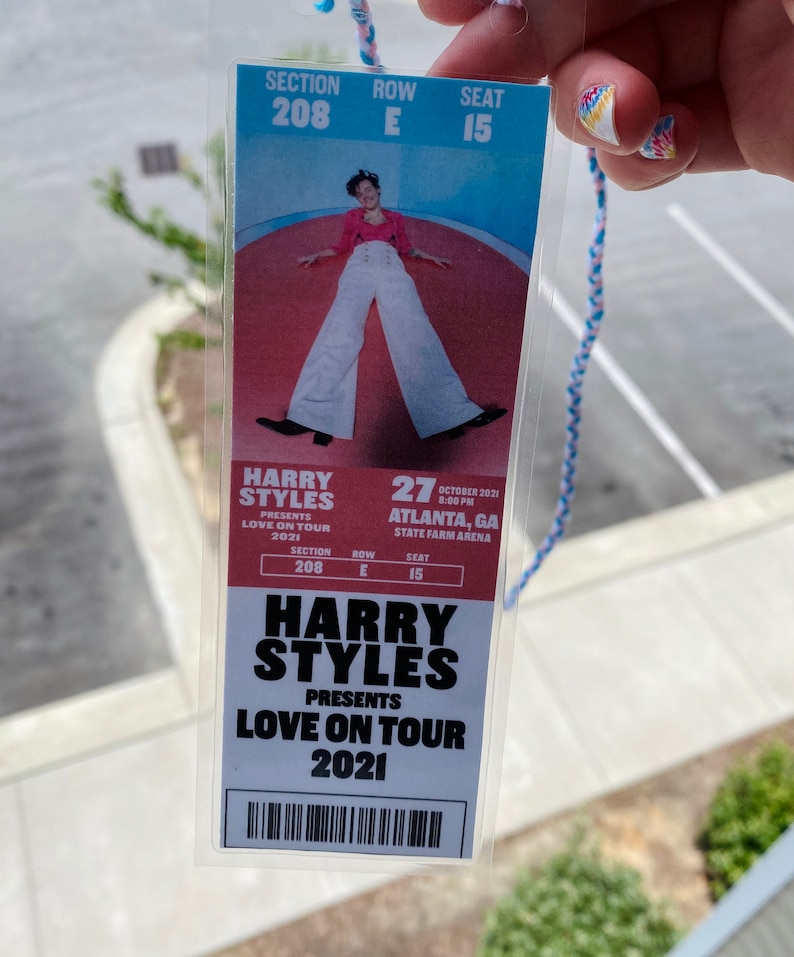 SECTION ROW SEAT
208 E 15
HARRY
STYLES
PRESENTS
LOVE ON TOUR
2021
27 OCTOBER 2021
8:00 PM
ATLANTA, GA
STATE FARM ARENA
SECTION ROW SEAT
208 E 15
HARRY
STYLES
PRESENTS
LOVE ON TOUR
2021